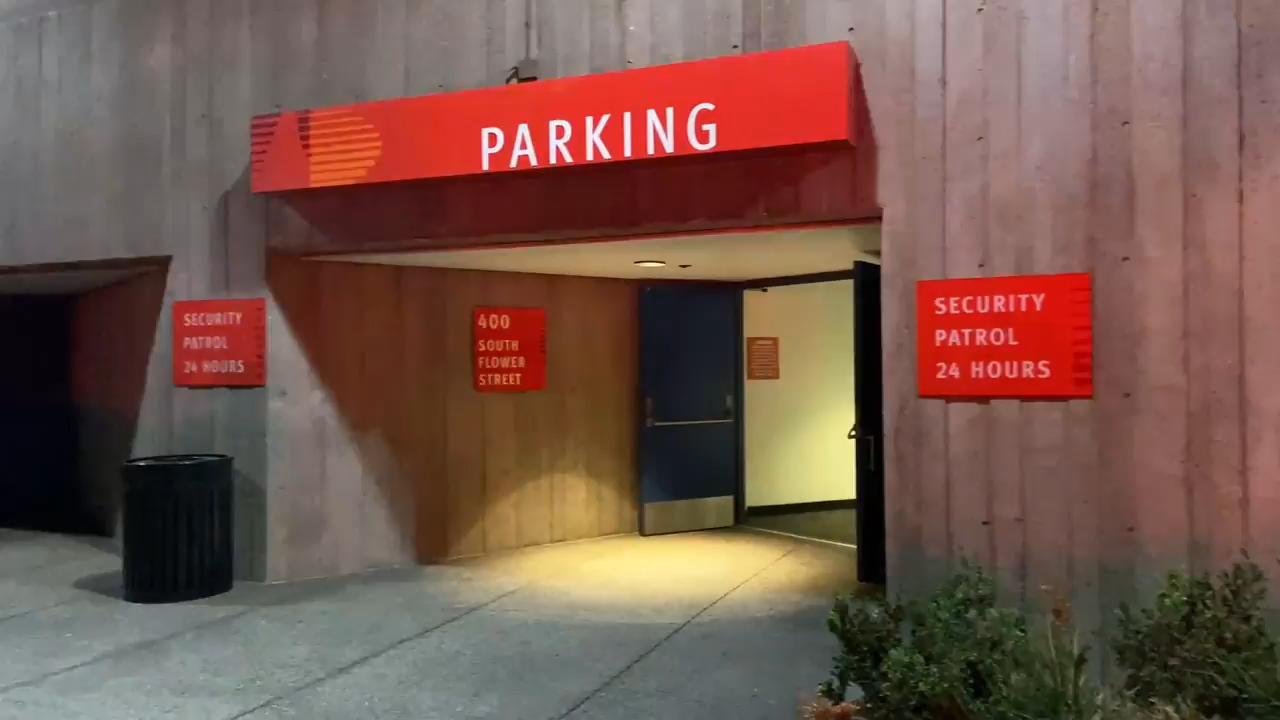 PARKING
SECURITY
PATROL
24 HOURS
400
SOUTH
FLOWER
STREET
SECURITY
PATROL
24 HOURS